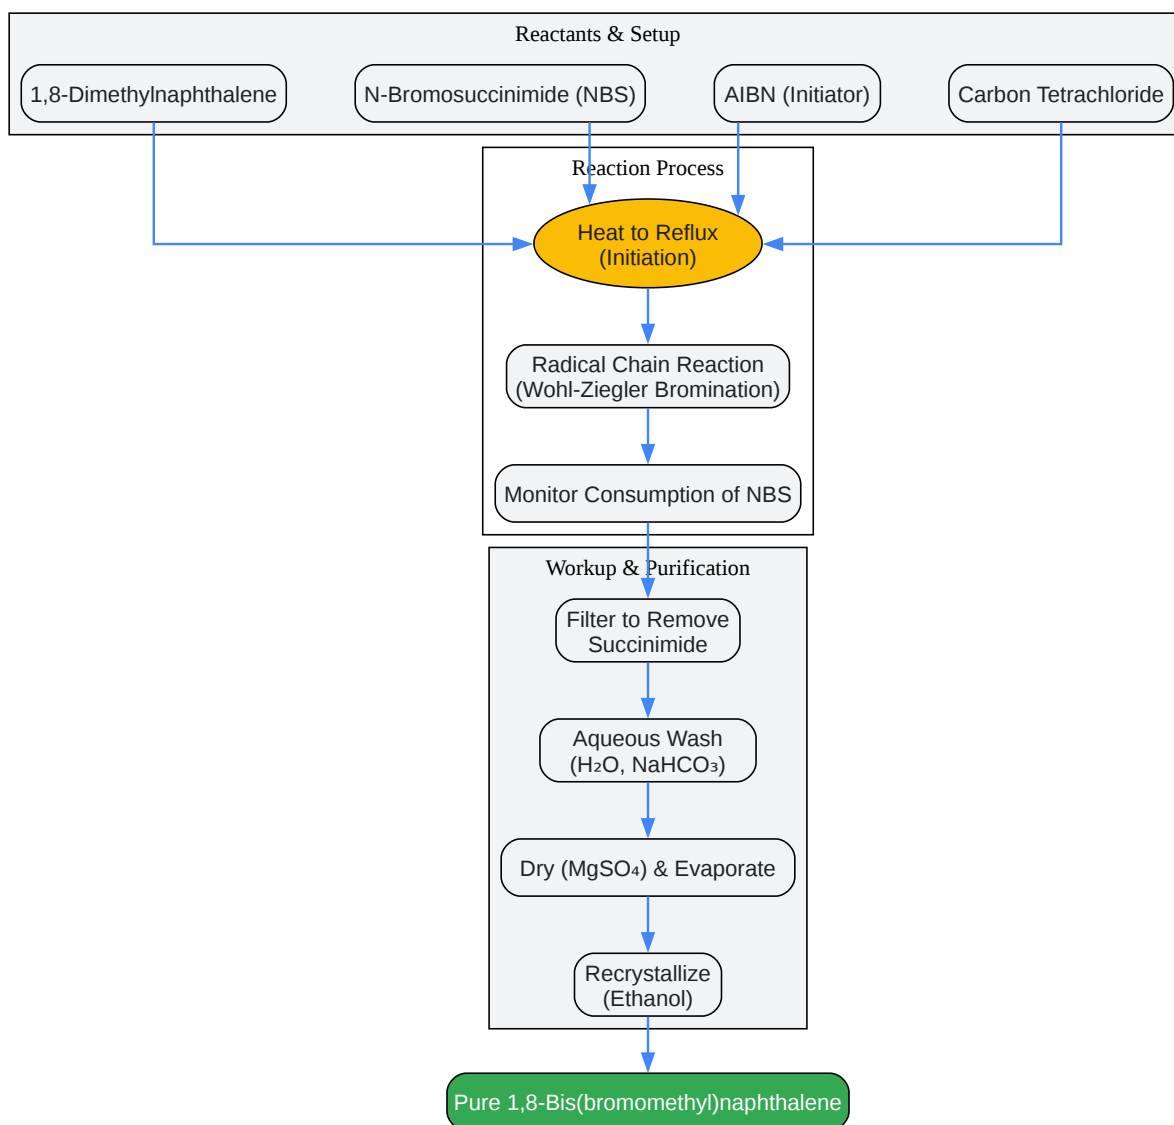 Reactants & Setup
1,8-Dimethylnaphthalene
N-Bromosuccinimide (NBS)
AIBN (Initiator)
Carbon Tetrachloride
Reaction Process
Heat to Reflux
(Initiation)
Radical Chain Reaction
(Wohl-Ziegler Bromination)
Monitor Consumption of NBS
Workup & Purification
Filter to Remove
Succinimide
Aqueous Wash
(H₂O, NaHCO₃)
Dry (MgSO₄) & Evaporate
Recrystallize
(Ethanol)
Pure 1,8-Bis(bromomethyl)naphthalene